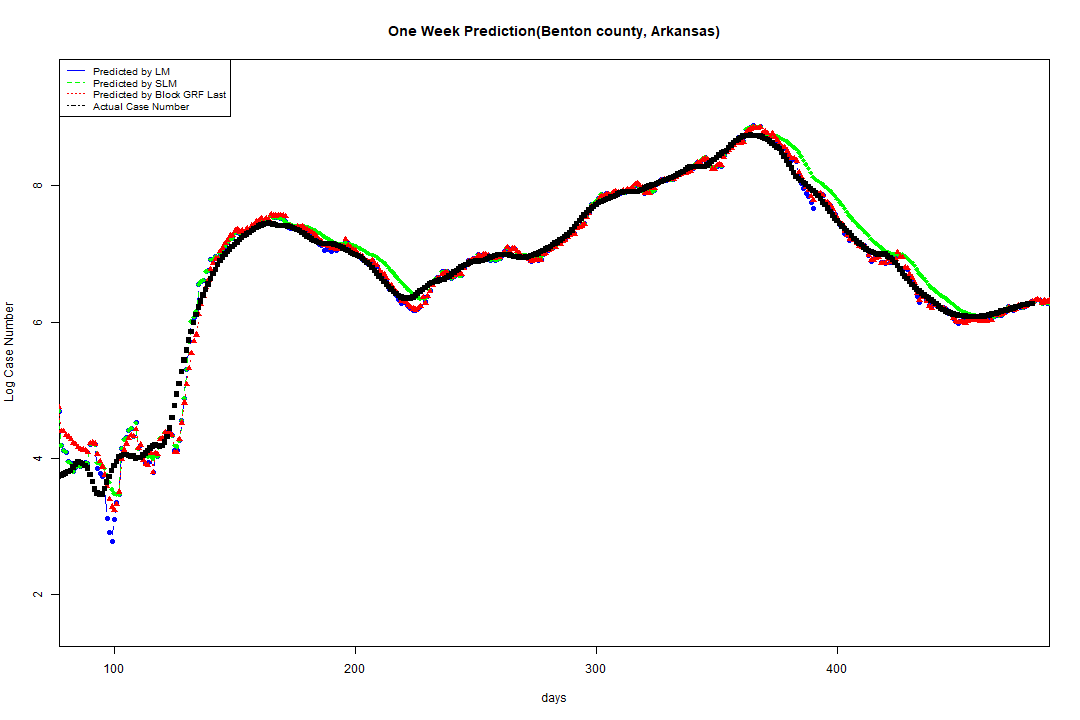 One Week Prediction(Benton county, Arkansas)
Predicted by LM
Predicted by SLM
Predicted by Block GRF Last
Actual Case Number
Log Case Number
8
6
4
2
100 200 300 400
days